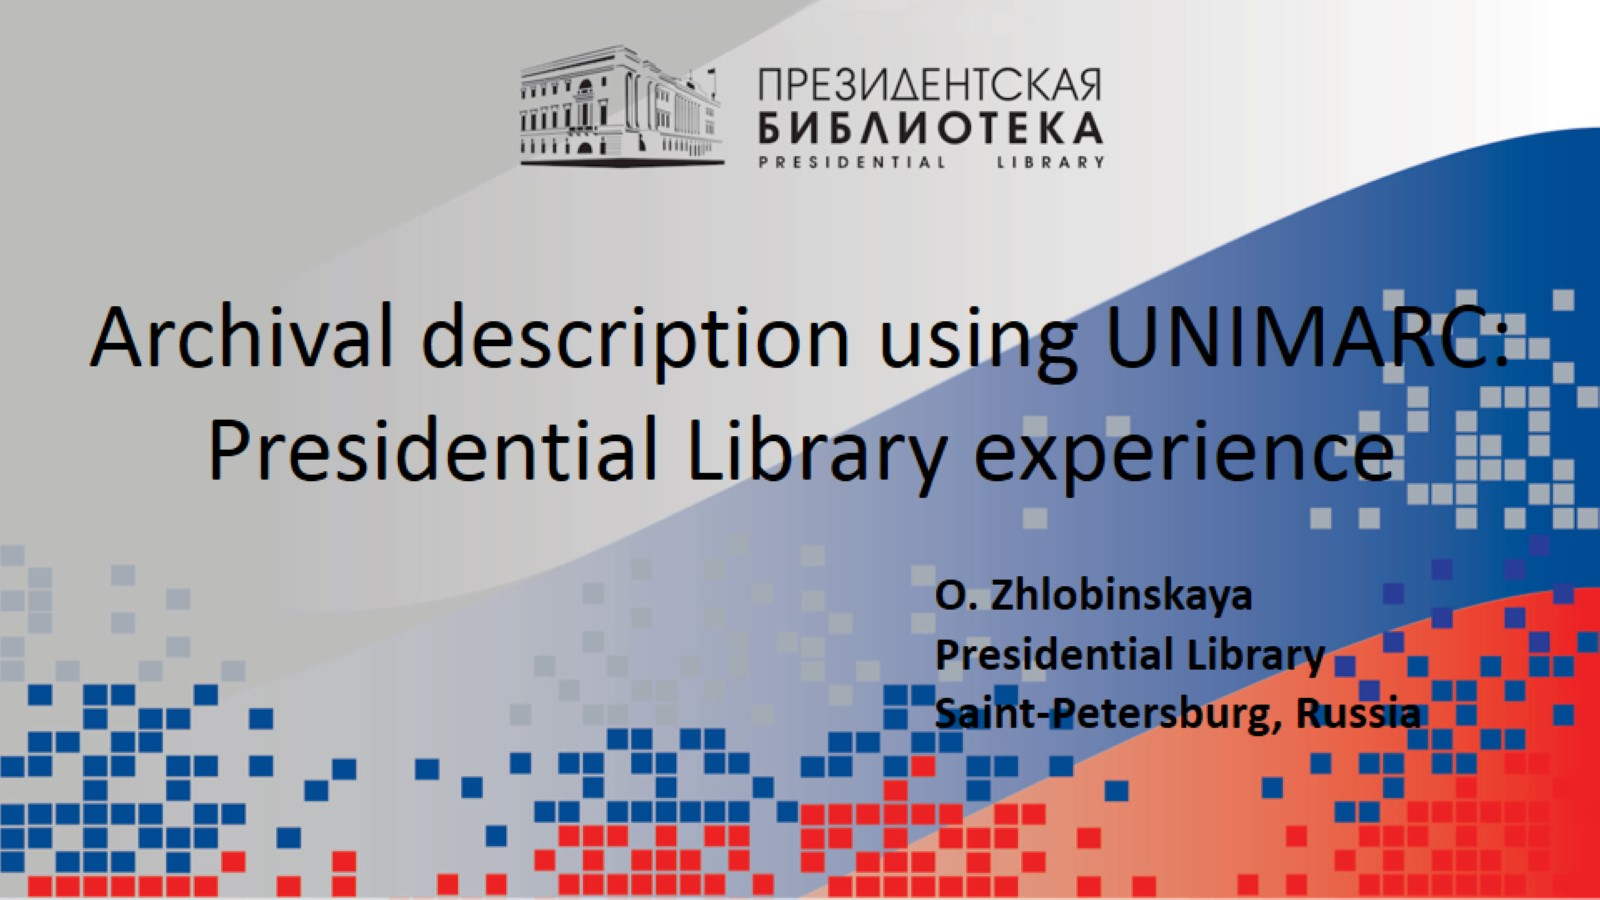 ПРЕЗИДЕНТСКАЯ
БИБЛИОТЕКА
PRESIDENTIAL LIBRARY
Archival description using UNIMARC:
Presidential Library experience
O. Zhlobinskaya
Presidential Library
Saint-Petersburg, Russia